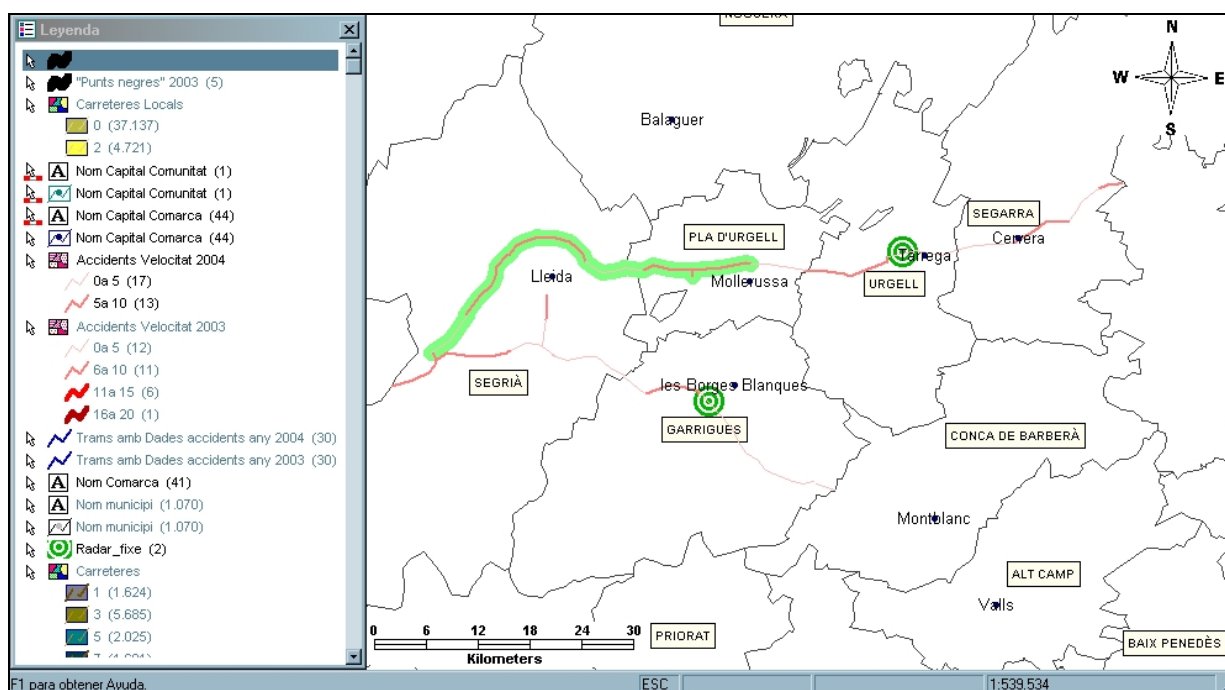 Leyenda
"Punts negres" 2003 (5)
Carreteres Locals
0 (37.137)
2 (4.721)
Nom Capital Comunitat (1)
Nom Capital Comunitat (1)
Nom Capital Comarca (44)
Nom Capital Comarca (44)
Accidents Velocitat 2004
0a 5 (17)
5a 10 (13)
Accidents Velocitat 2003
0a 5 (12)
6a 10 (11)
11a 15 (6)
16a 20 (1)
Trams amb Dades accidents any 2004 (30)
Trams amb Dades accidents any 2003 (30)
Nom Comarca (41)
Nom municipi (1.070)
Nom municipi (1.070)
Radar_fixe (2)
Carreteres
1 (1.624)
3 (5.685)
5 (2.025)
NOGUERA
N
W E
S
Balaguer
SEGARRA
Cervera
PLA D'URGELL
Tàrrega
Lleida
Mollerussa
URGELL
SEGRIÀ
les Borges Blanques
GARRIGUES
CONCA DE BARBERÀ
Montblanc
ALT CAMP
Valls
PRIORAT
BAIX PENEDÈS
0 6 12 18 24 30
Kilometers
F1 para obtener Ayuda.
ESC
1:539.534